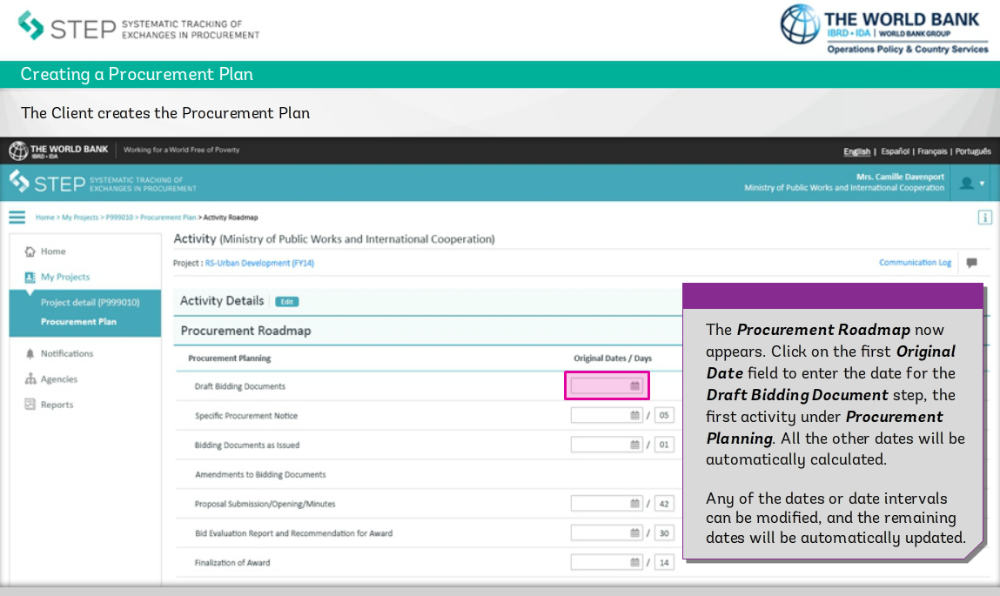 STEP SYSTEMATIC TRACKING OF
EXCHANGES IN PROCUREMENT
THE WORLD BANK
IBRD • IDA | WORLD BANK GROUP
Operations Policy & Country Services
Creating a Procurement Plan
The Client creates the Procurement Plan
THE WORLD BANK
IBRD • IDA
Working for a World Free of Poverty
English | Español | Français | Português
STEP SYSTEMATIC TRACKING OF
EXCHANGES IN PROCUREMENT
Mrs. Camille Davenport
Ministry of Public Works and International Cooperation
Home > My Projects > P999010 > Procurement Plan > Activity Roadmap
i
Home
My Projects
Project detail (P999010)
Procurement Plan
Notifications
Agencies
Reports
Activity (Ministry of Public Works and International Cooperation)
Project : RS-Urban Development (FY14)
Communication Log
Activity Details Edit
Procurement Roadmap
Procurement Planning Original Dates / Days
Draft Bidding Documents
Specific Procurement Notice / 05
Bidding Documents as Issued / 01
Amendments to Bidding Documents
Proposal Submission/Opening/Minutes / 42
Bid Evaluation Report and Recommendation for Award / 30
Finalization of Award / 14
The Procurement Roadmap now
appears. Click on the first Original
Date field to enter the date for the
Draft Bidding Document step, the
first activity under Procurement
Planning. All the other dates will be
automatically calculated.
Any of the dates or date intervals
can be modified, and the remaining
dates will be automatically updated.